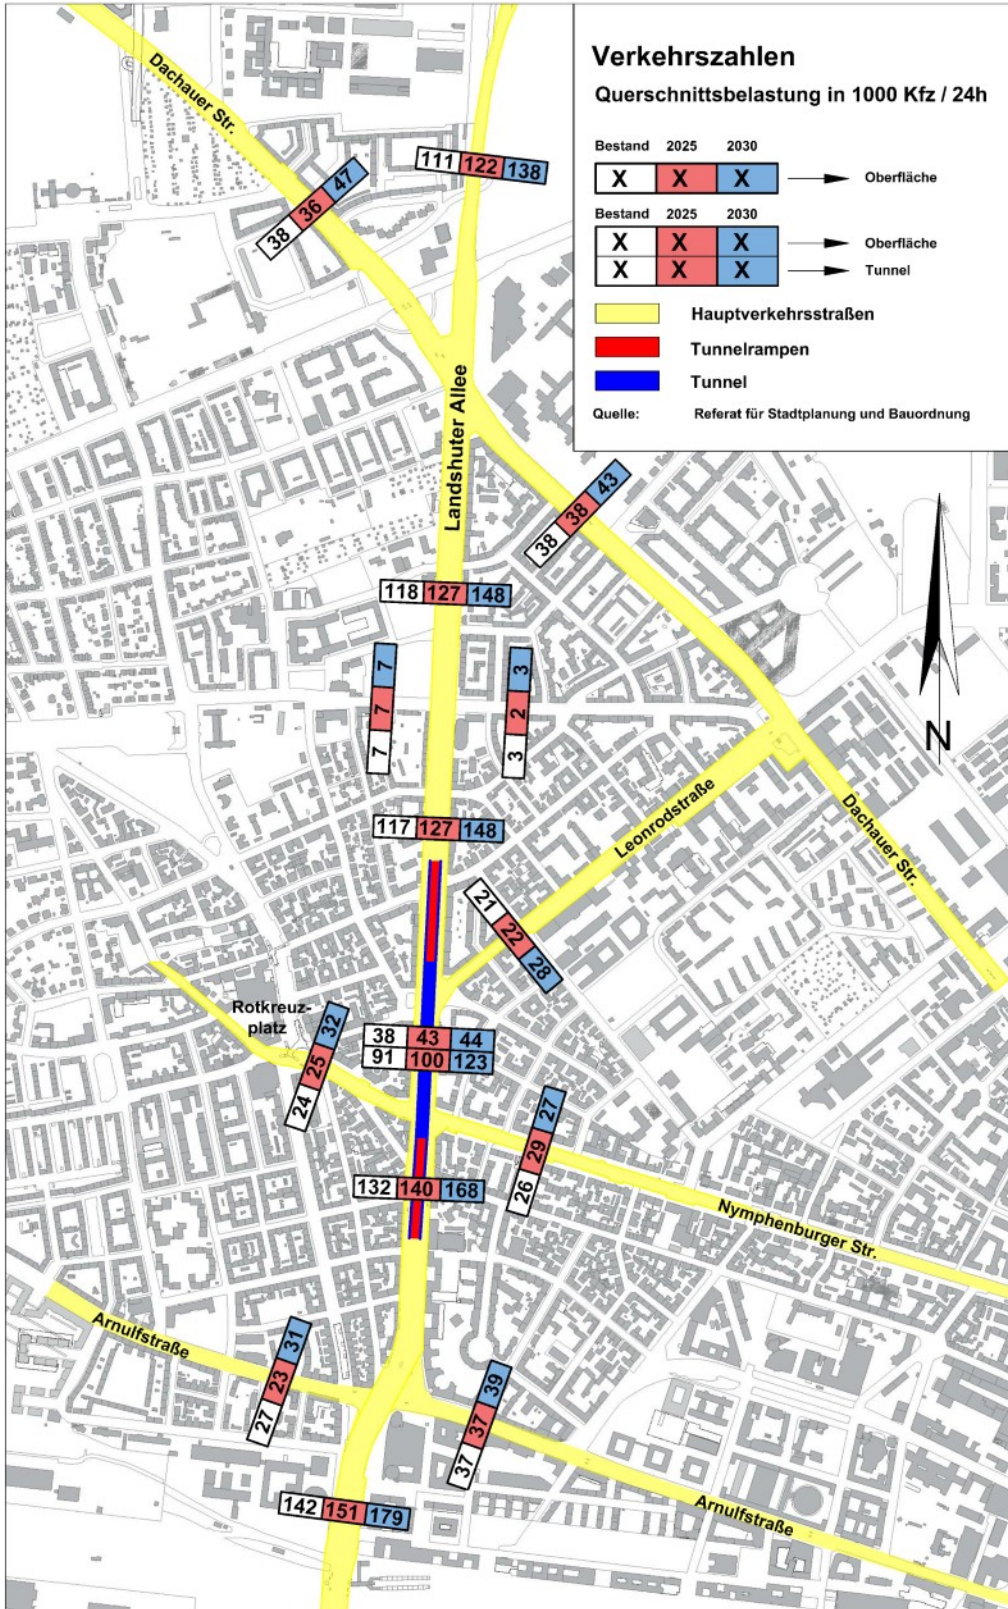 Verkehrszahlen
Querschnittsbelastung in 1000 Kfz / 24h
Bestand 2025 2030
X X X Oberfläche
Bestand 2025 2030
X X X Oberfläche
X X X Tunnel
Hauptverkehrsstraßen
Tunnelrampen
Tunnel
Quelle: Referat für Stadtplanung und Bauordnung
Dachauer Str.
111 122 138
38 36 47
Landshuter Allee
38 38 43
118 127 148
7 7 7
3 2 3
N
117 127 148
Leonrodstraße
Dachauer Str.
21 22 28
Rotkreuz-
platz
24 25 32
38 43 44
91 100 123
26 29 27
132 140 168
Nymphenburger Str.
Arnulfstraße
27 23 31
37 37 39
142 151 179
Arnulfstraße